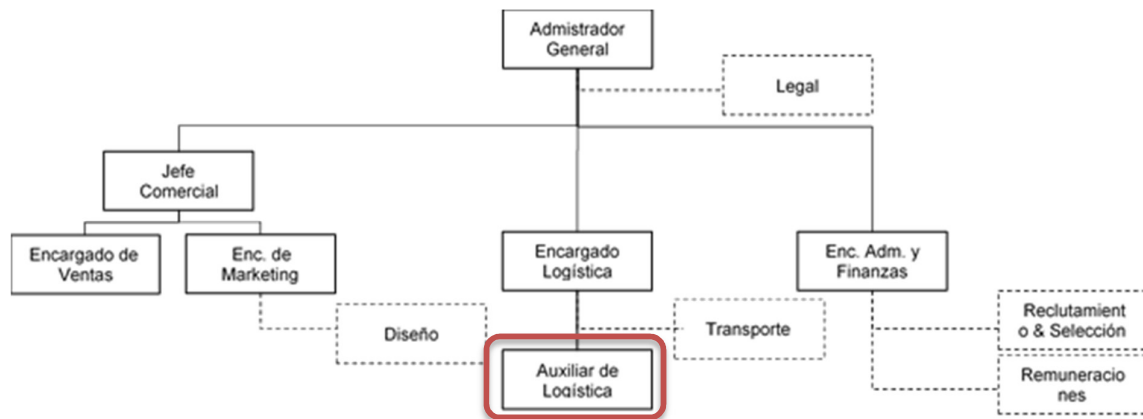 Admistrador
General
Legal
Jefe
Comercial
Encargado de
Ventas
Enc. de
Marketing
Encargado
Logística
Enc. Adm. y
Finanzas
Diseño
Transporte
Reclutamient
o & Selección
Auxiliar de
Logística
Remuneracio
nes